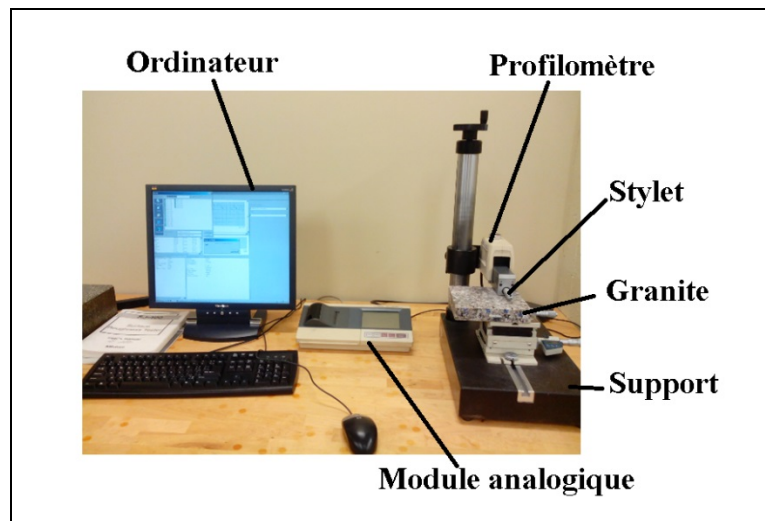 Ordinateur
Profilomètre
Stylet
Granite
Support
Module analogique